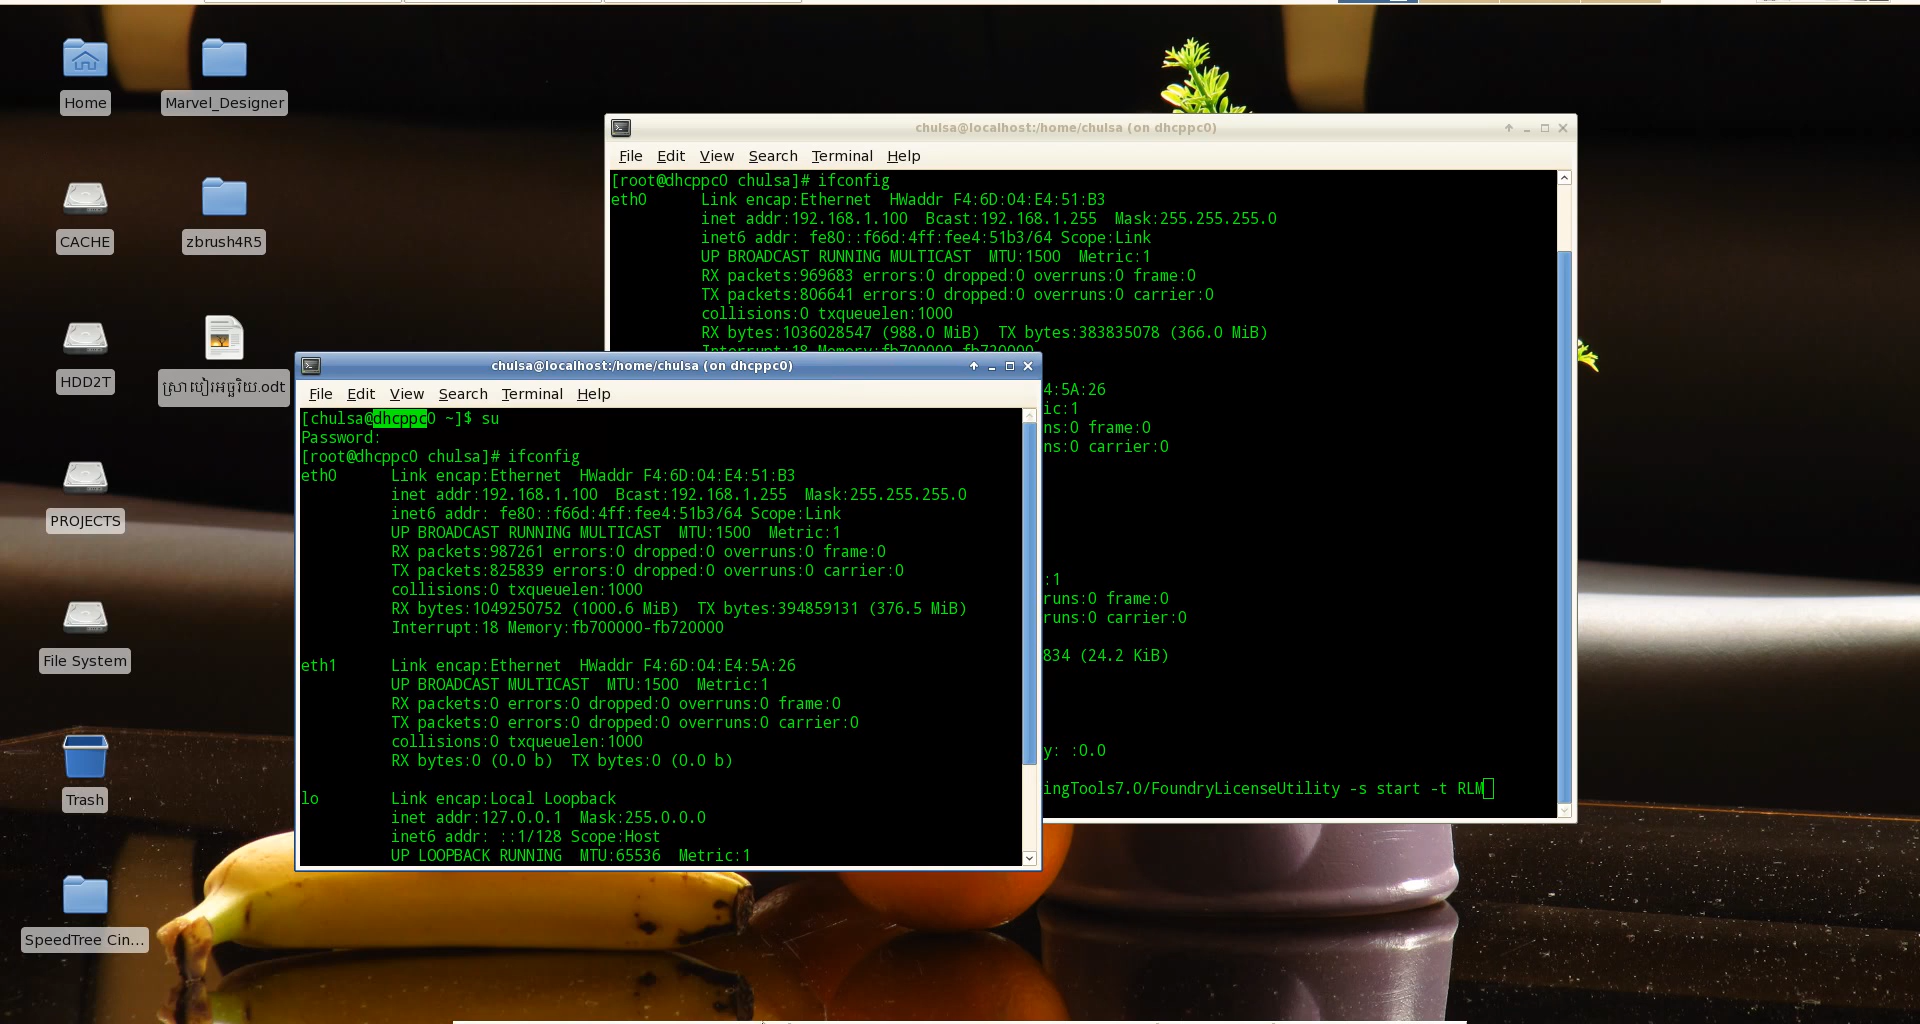 Home
Marvel_Designer
CACHE
zbrush4R5
HDD2T
ស្រាបៀរអច្ឆរិយ.odt
PROJECTS
File System
Trash
SpeedTree Cin...
chulsa@localhost:/home/chulsa (on dhcppc0)
File Edit View Search Terminal Help
[root@dhcppc0 chulsa]# ifconfig
eth0 Link encap:Ethernet HWaddr F4:6D:04:E4:51:B3
inet addr:192.168.1.100 Bcast:192.168.1.255 Mask:255.255.255.0
inet6 addr: fe80::f66d:4ff:fee4:51b3/64 Scope:Link
UP BROADCAST RUNNING MULTICAST MTU:1500 Metric:1
RX packets:969683 errors:0 dropped:0 overruns:0 frame:0
TX packets:806641 errors:0 dropped:0 overruns:0 carrier:0
collisions:0 txqueuelen:1000
RX bytes:1036028547 (988.0 MiB) TX bytes:383835078 (366.0 MiB)
Interrupt:18 Memory:fb700000-fb720000
4:5A:26
ic:1
ns:0 frame:0
ns:0 carrier:0
:1
runs:0 frame:0
runs:0 carrier:0
834 (24.2 KiB)
y: :0.0
ingTools7.0/FoundryLicenseUtility -s start -t RLM
chulsa@localhost:/home/chulsa (on dhcppc0)
File Edit View Search Terminal Help
[chulsa@dhcppc0 ~]$ su
Password:
[root@dhcppc0 chulsa]# ifconfig
eth0 Link encap:Ethernet HWaddr F4:6D:04:E4:51:B3
inet addr:192.168.1.100 Bcast:192.168.1.255 Mask:255.255.255.0
inet6 addr: fe80::f66d:4ff:fee4:51b3/64 Scope:Link
UP BROADCAST RUNNING MULTICAST MTU:1500 Metric:1
RX packets:987261 errors:0 dropped:0 overruns:0 frame:0
TX packets:825839 errors:0 dropped:0 overruns:0 carrier:0
collisions:0 txqueuelen:1000
RX bytes:1049250752 (1000.6 MiB) TX bytes:394859131 (376.5 MiB)
Interrupt:18 Memory:fb700000-fb720000
eth1 Link encap:Ethernet HWaddr F4:6D:04:E4:5A:26
UP BROADCAST MULTICAST MTU:1500 Metric:1
RX packets:0 errors:0 dropped:0 overruns:0 frame:0
TX packets:0 errors:0 dropped:0 overruns:0 carrier:0
collisions:0 txqueuelen:1000
RX bytes:0 (0.0 b) TX bytes:0 (0.0 b)
lo Link encap:Local Loopback
inet addr:127.0.0.1 Mask:255.0.0.0
inet6 addr: ::1/128 Scope:Host
UP LOOPBACK RUNNING MTU:65536 Metric:1